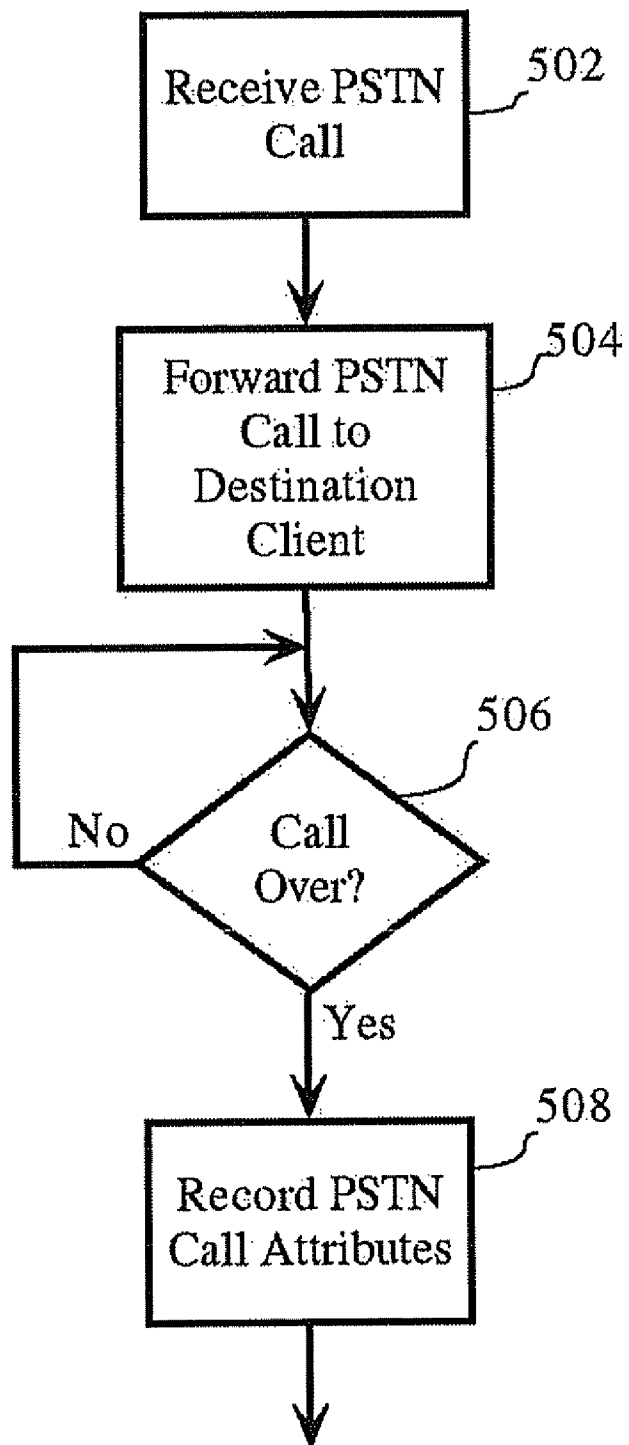 Receive PSTN
Call
502
Forward PSTN
Call to
Destination
Client
504
506
Call
Over?
No
Yes
508
Record PSTN
Call Attributes